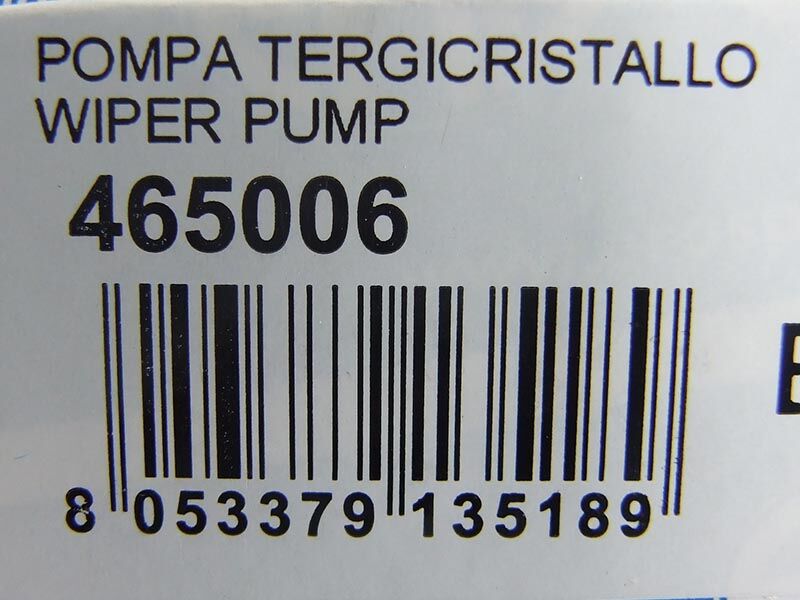 POMPA TERGICRISTALLO
WIPER PUMP
465006
8 053379 135189